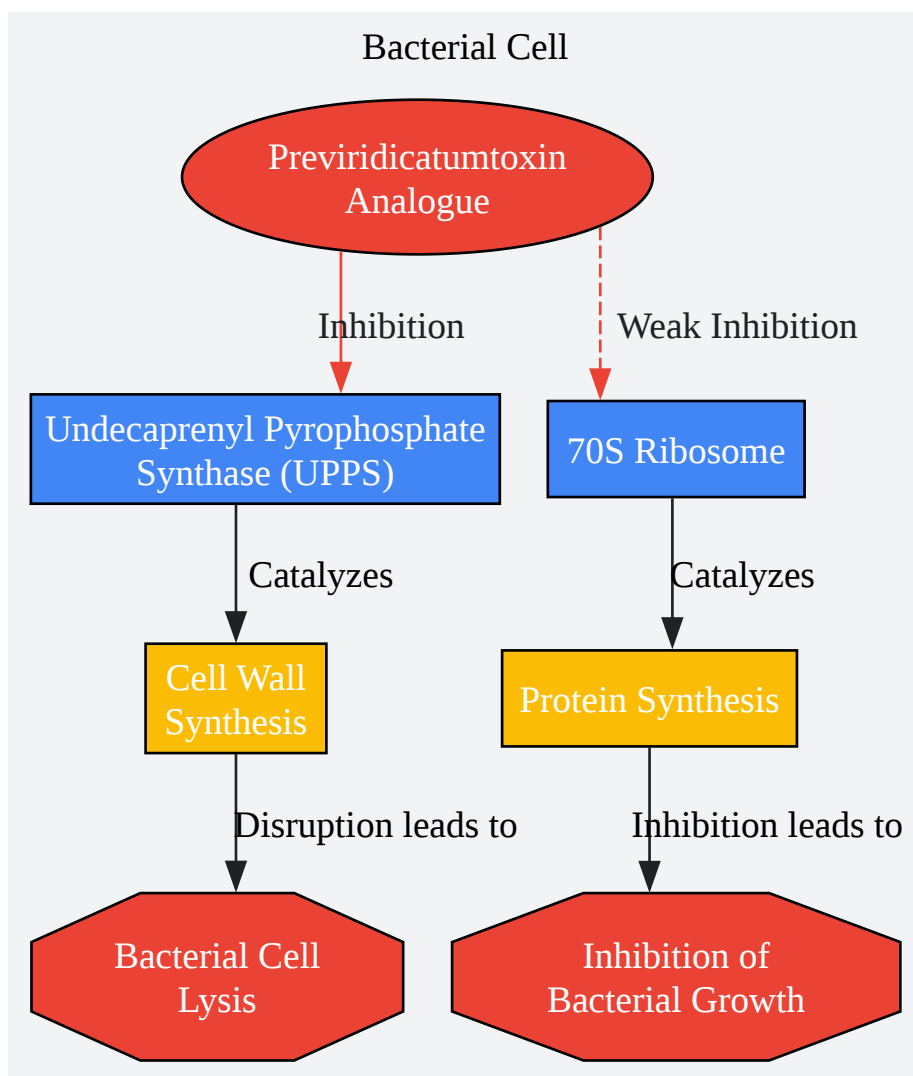 Bacterial Cell
Previridicatumtoxin
Analogue
Inhibition
Weak Inhibition
Undecaprenyl Pyrophosphate
Synthase (UPPS)
70S Ribosome
Catalyzes
Catalyzes
Cell Wall
Synthesis
Protein Synthesis
Disruption leads to
Inhibition leads to
Bacterial Cell
Lysis
Inhibition of
Bacterial Growth